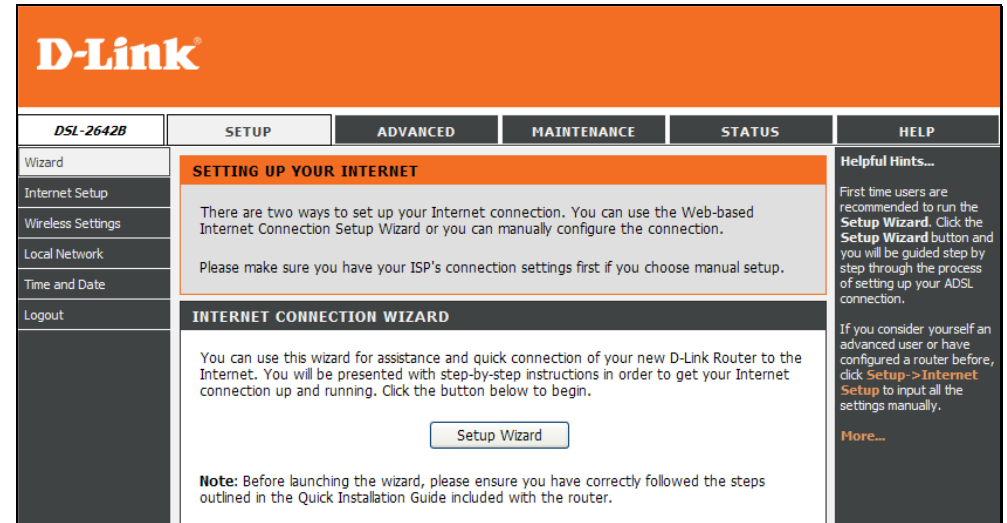 D-Link®
DSL-2642B
SETUP
ADVANCED
MAINTENANCE
STATUS
HELP
Wizard
Internet Setup
Wireless Settings
Local Network
Time and Date
Logout
SETTING UP YOUR INTERNET
There are two ways to set up your Internet connection. You can use the Web-based
Internet Connection Setup Wizard or you can manually configure the connection.
Please make sure you have your ISP's connection settings first if you choose manual setup.
INTERNET CONNECTION WIZARD
You can use this wizard for assistance and quick connection of your new D-Link Router to the
Internet. You will be presented with step-by-step instructions in order to get your Internet
connection up and running. Click the button below to begin.
Setup Wizard
Note: Before launching the wizard, please ensure you have correctly followed the steps
outlined in the Quick Installation Guide included with the router.
Helpful Hints...
First time users are
recommended to run the
Setup Wizard. Click the
Setup Wizard button and
you will be guided step by
step through the process
of setting up your ADSL
connection.
If you consider yourself an
advanced user or have
configured a router before,
click Setup->Internet
Setup to input all the
settings manually.
More...